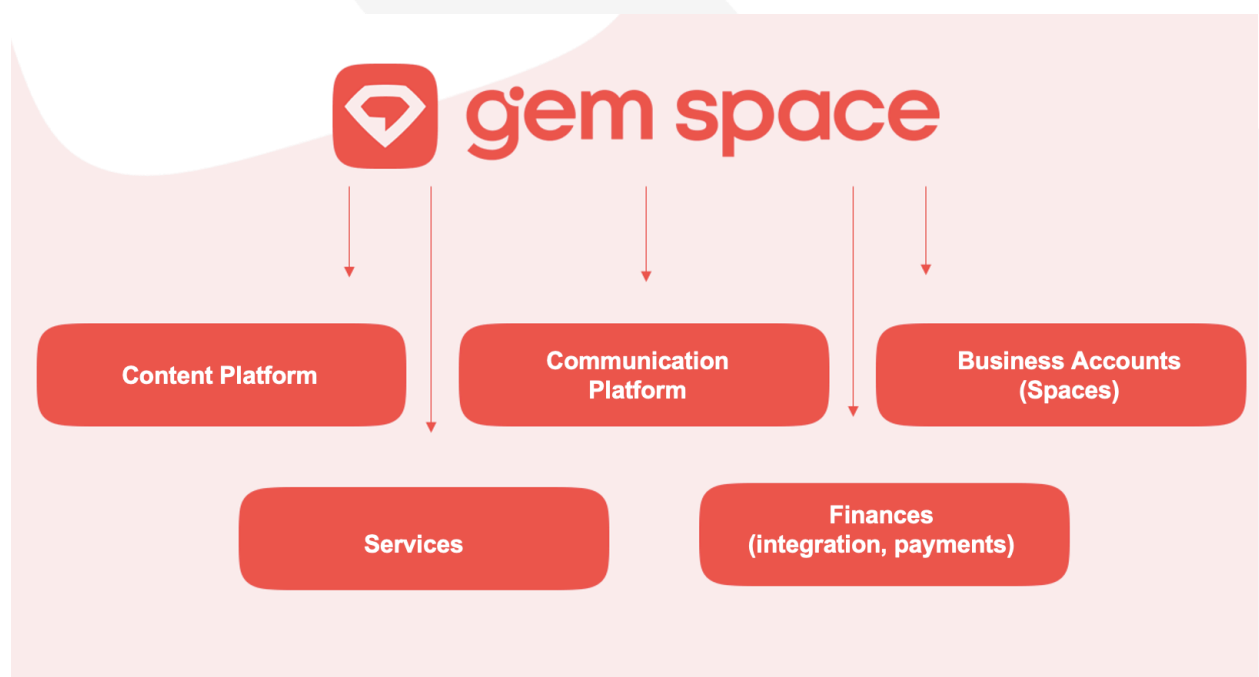 gem space
Content Platform
Communication
Platform
Business Accounts
(Spaces)
Services
Finances
(integration, payments)